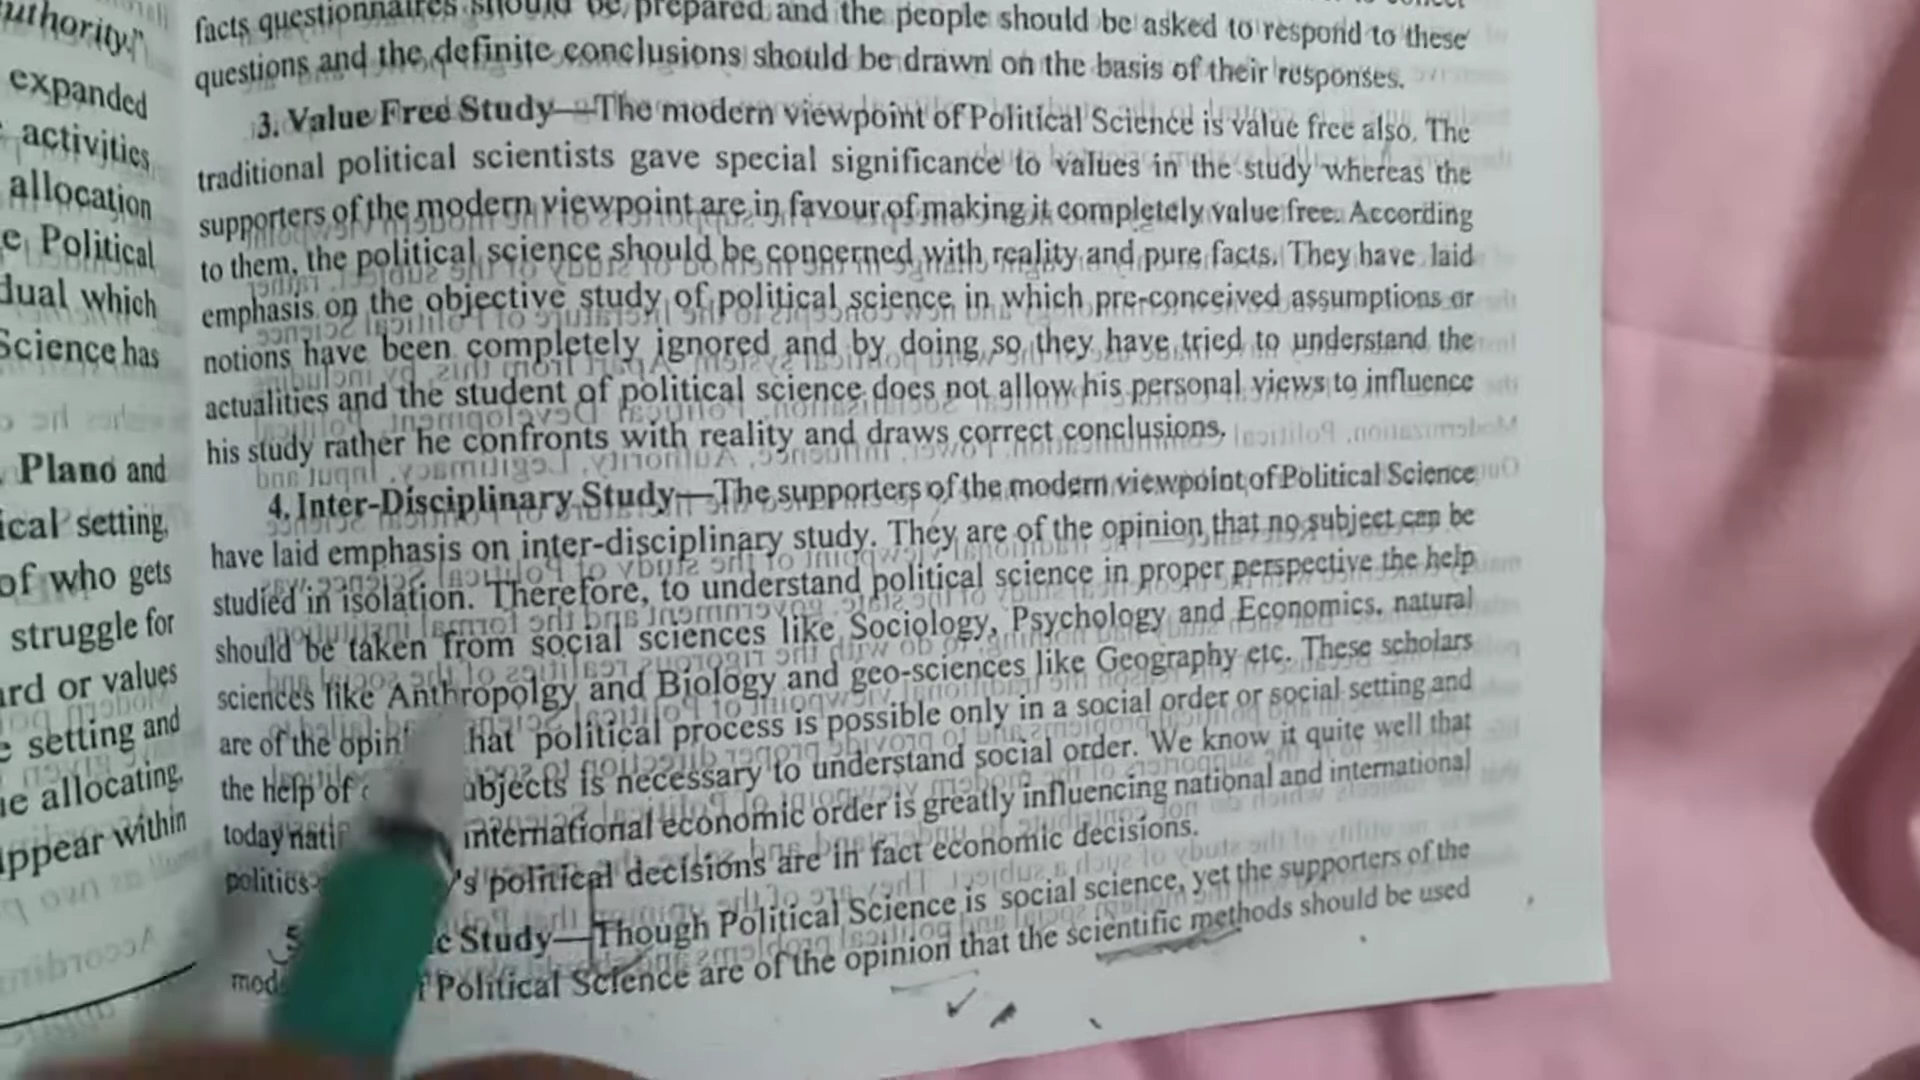 uthority."
expanded
activities
allocation
e Political
dual which
Science has
Plano and
ical setting,
of who gets
struggle for
ard or values
e setting and
e allocating,
appear within
facts questionnaires should be prepared and the people should be asked to respond to these
questions and the definite conclusions should be drawn on the basis of their responses.
3. Value Free Study—The modern viewpoint of Political Science is value free also. The
traditional political scientists gave special significance to values in the study whereas the
supporters of the modern viewpoint are in favour of making it completely value free. According
to them, the political science should be concerned with reality and pure facts. They have laid
emphasis on the objective study of political science in which pre-conceived assumptions or
notions have been completely ignored and by doing so they have tried to understand the
actualities and the student of political science does not allow his personal views to influence
his study rather he confronts with reality and draws correct conclusions.
4. Inter-Disciplinary Study—The supporters of the modern viewpoint of Political Science
have laid emphasis on inter-disciplinary study. They are of the opinion that no subject can be
studied in isolation. Therefore, to understand political science in proper perspective the help
should be taken from social sciences like Sociology, Psychology and Economics, natural
sciences like Anthropolgy and Biology and geo-sciences like Geography etc. These scholars
are of the opin hat political process is possible only in a social order or social setting and
the help of ubjects is necessary to understand social order. We know it quite well that
today nati international economic order is greatly influencing national and international
politics 's political decisions are in fact economic decisions.
5 c Study—Though Political Science is social science, yet the supporters of the
mod Political Science are of the opinion that the scientific methods should be used